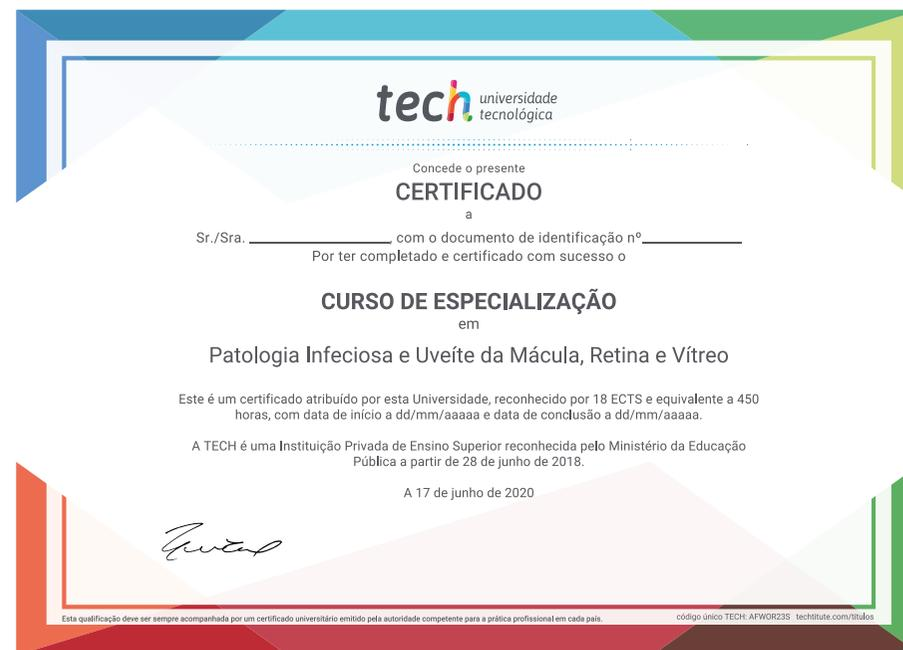 tech universidade
tecnológica
Concede o presente
CERTIFICADO
a
Sr./Sra. ____________________, com o documento de identificação nº______________
Por ter completado e certificado com sucesso o
CURSO DE ESPECIALIZAÇÃO
em
Patologia Infeciosa e Uveíte da Mácula, Retina e Vítreo
Este é um certificado atribuído por esta Universidade, reconhecido por 18 ECTS e equivalente a 450
horas, com data de início a dd/mm/aaaaa e data de conclusão a dd/mm/aaaaa.
A TECH é uma Instituição Privada de Ensino Superior reconhecida pelo Ministério da Educação
Pública a partir de 28 de junho de 2018.
A 17 de junho de 2020
Esta qualificação deve ser sempre acompanhada por um certificado universitário emitido pela autoridade competente para a prática profissional em cada país.
código único TECH: AFWOR23S techtitute.com/titulos